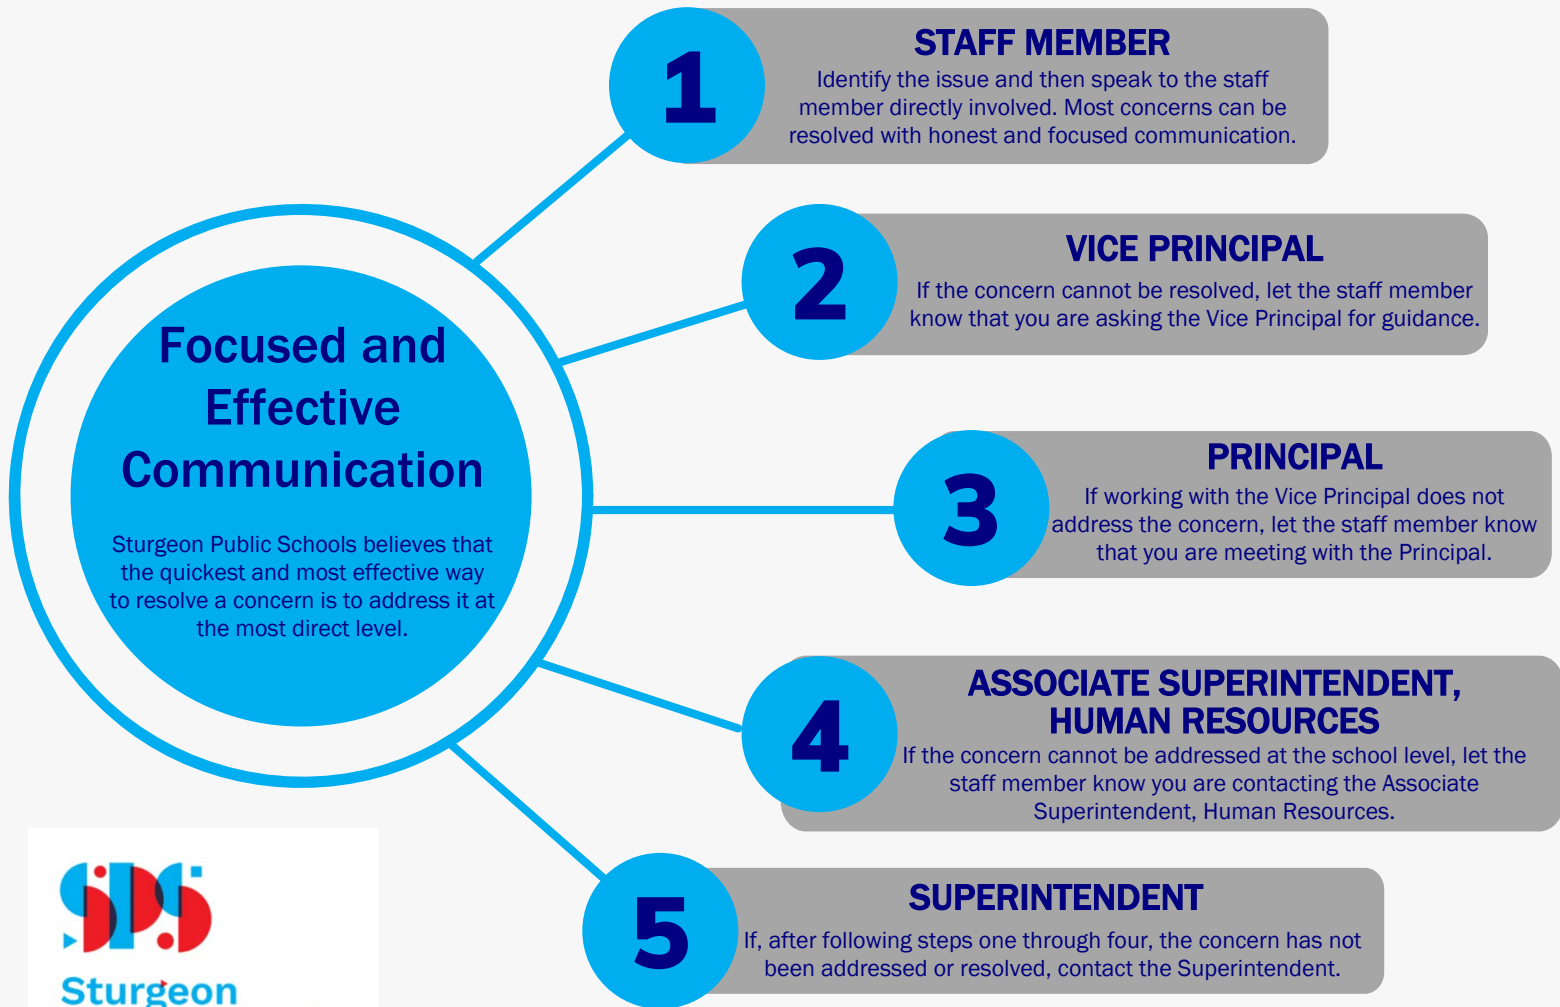 1
STAFF MEMBER
Identify the issue and then speak to the staff
member directly involved. Most concerns can be
resolved with honest and focused communication.
2
VICE PRINCIPAL
If the concern cannot be resolved, let the staff member
know that you are asking the Vice Principal for guidance.
Focused and
Effective
Communication
Sturgeon Public Schools believes that
the quickest and most effective way
to resolve a concern is to address it at
the most direct level.
3
PRINCIPAL
If working with the Vice Principal does not
address the concern, let the staff member know
that you are meeting with the Principal.
4
ASSOCIATE SUPERINTENDENT,
HUMAN RESOURCES
If the concern cannot be addressed at the school level, let the
staff member know you are contacting the Associate
Superintendent, Human Resources.
5
SUPERINTENDENT
If, after following steps one through four, the concern has not
been addressed or resolved, contact the Superintendent.
SPS
Sturgeon